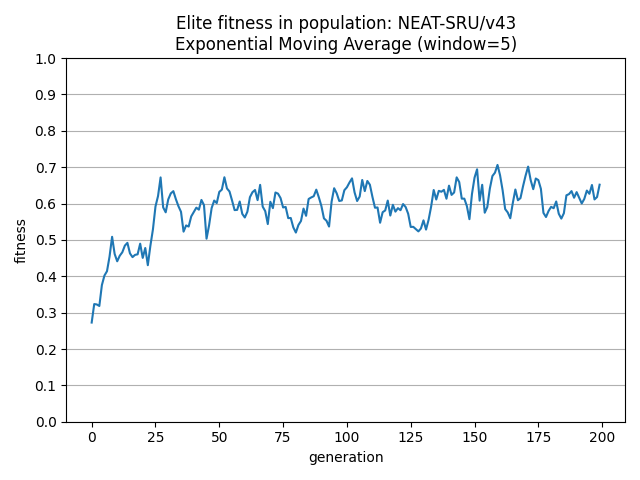 Elite fitness in population: NEAT-SRU/v43
Exponential Moving Average (window=5)
1.0
0.9
0.8
0.7
0.6
0.5
0.4
0.3
0.2
0.1
0.0
fitness
0 25 50 75 100 125 150 175 200
generation